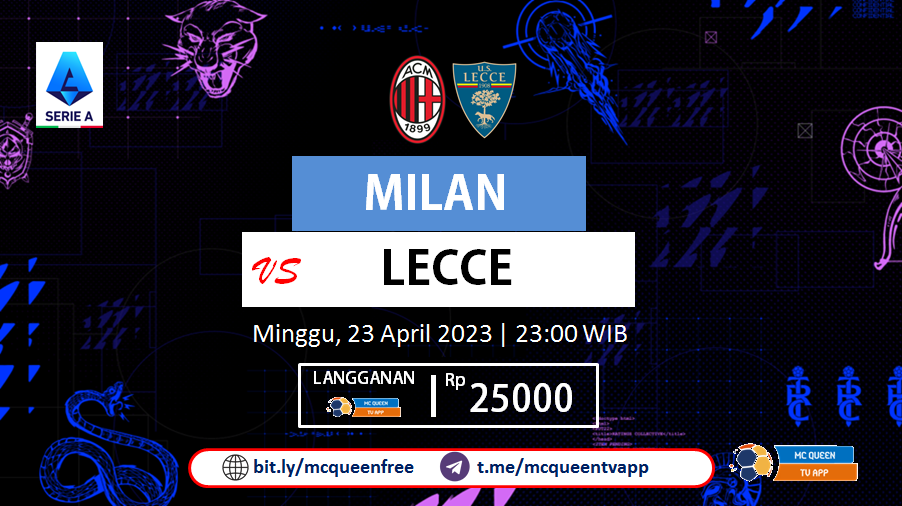 SERIE A
ACM
1899
U.S.
LECCE
1908
MILAN
VS
LECCE
Minggu, 23 April 2023 | 23:00 WIB
LANGGANAN
MC QUEEN
TV APP
Rp 25000
bit.ly/mcqueenfree
t.me/mcqueentvapp
MC QUEEN
TV APP